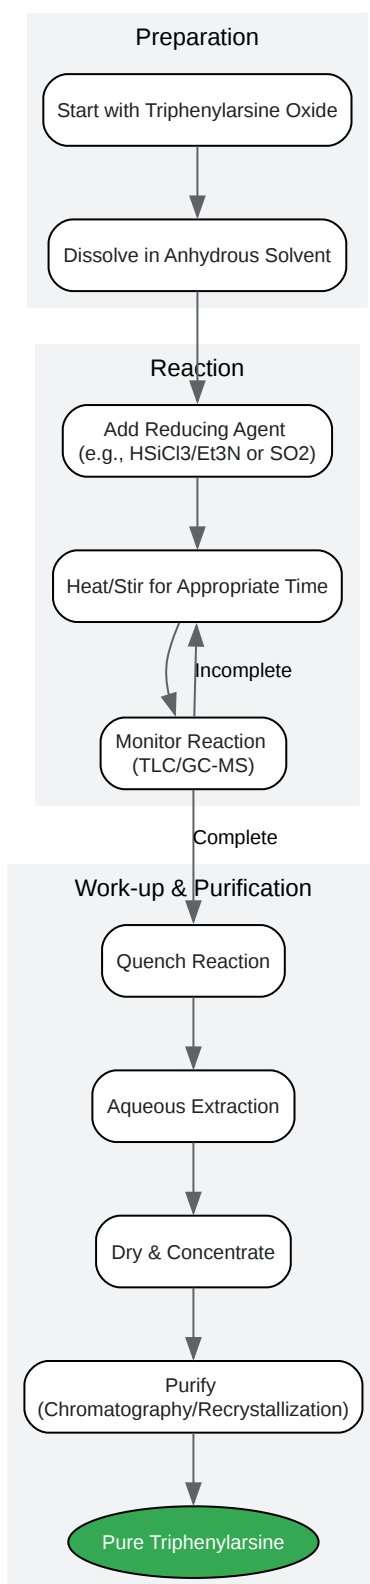 Preparation
Start with Triphenylarsine Oxide
Dissolve in Anhydrous Solvent
Reaction
Add Reducing Agent
(e.g., HSiCl3/Et3N or SO2)
Heat/Stir for Appropriate Time
Incomplete
Monitor Reaction
(TLC/GC-MS)
Complete
Work-up & Purification
Quench Reaction
Aqueous Extraction
Dry & Concentrate
Purify
(Chromatography/Recrystallization)
Pure Triphenylarsine